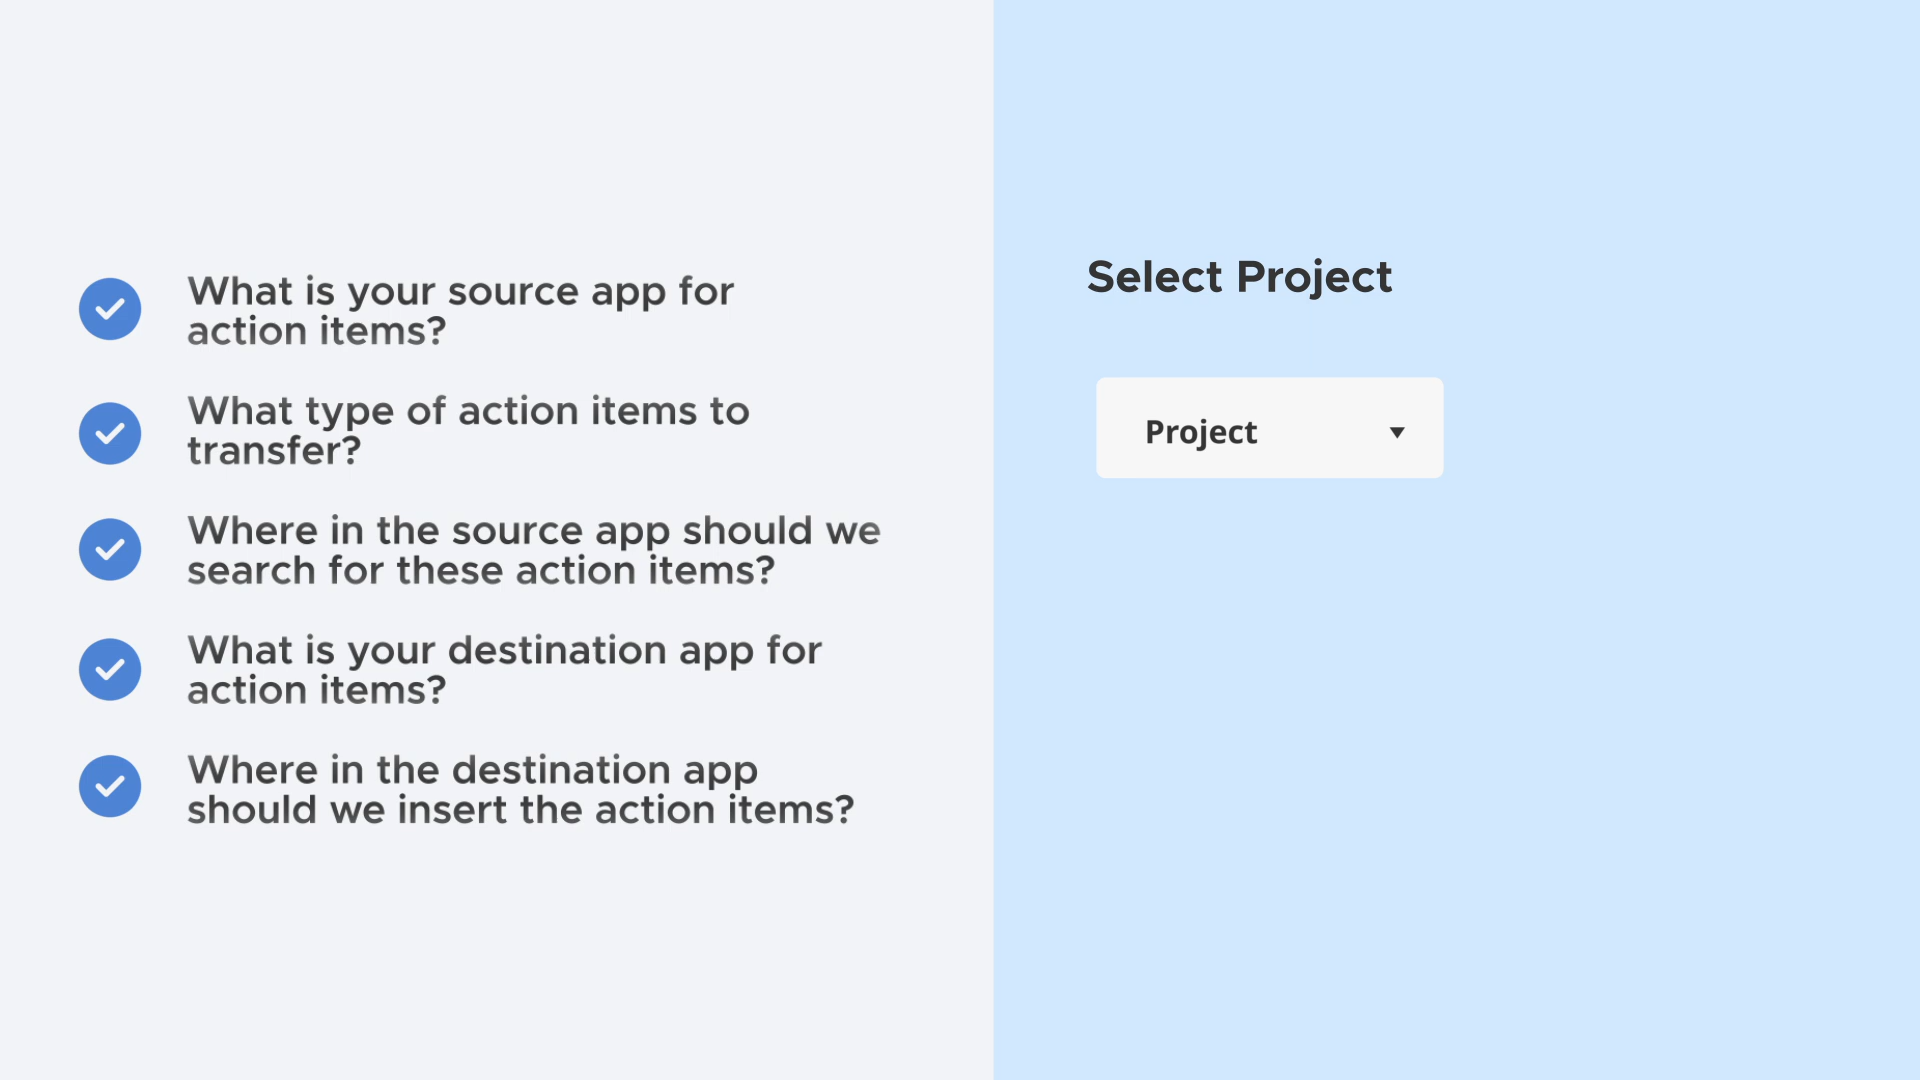 What is your source app for
action items?
What type of action items to
transfer?
Where in the source app should we
search for these action items?
What is your destination app for
action items?
Where in the destination app
should we insert the action items?
Select Project
Project